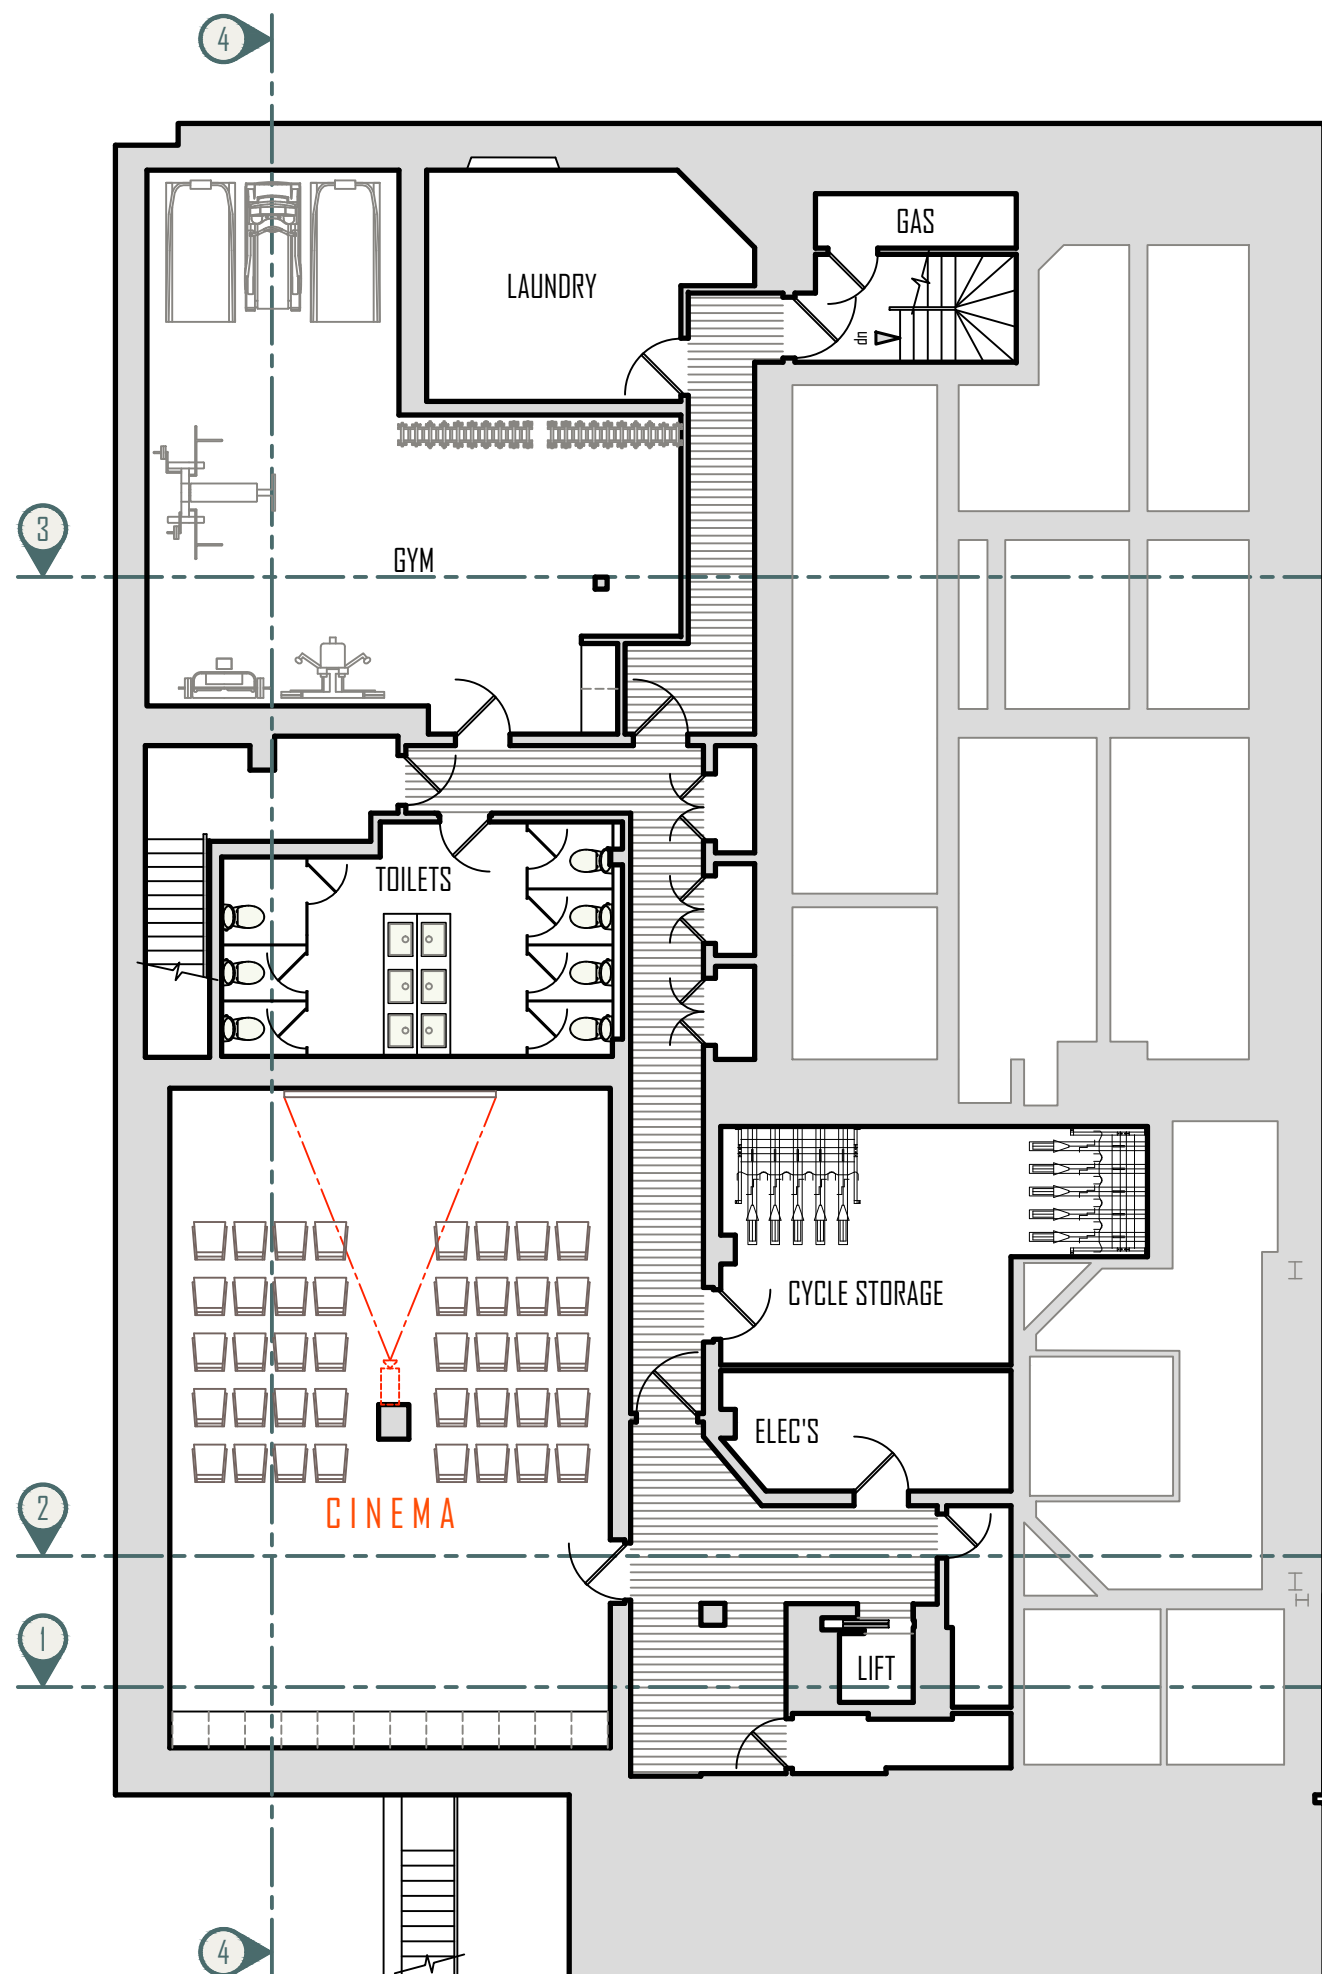 4
GAS
LAUNDRY
dn
3
GYM
TOILETS
CYCLE STORAGE
ELEC'S
2
CINEMA
1
LIFT
4